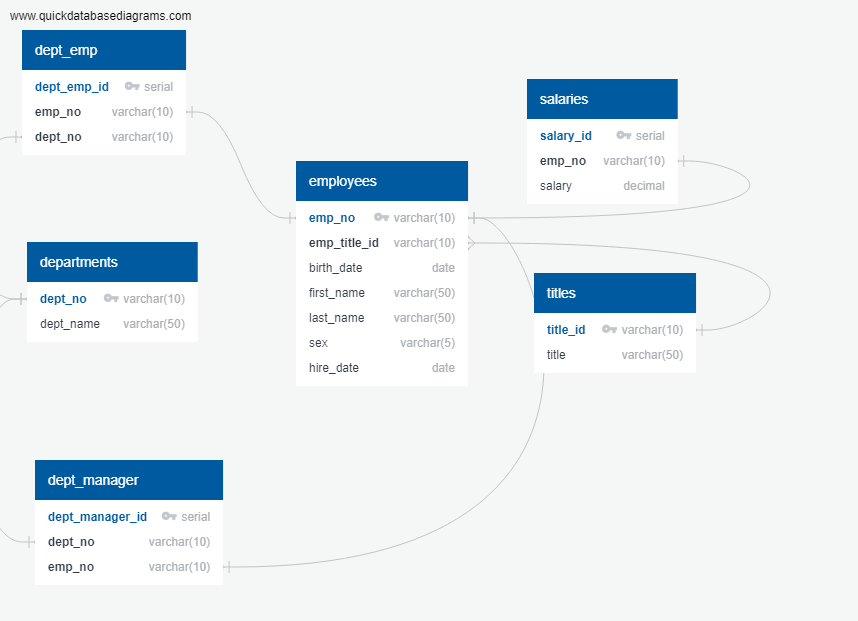 www.quickdatabasediagrams.com
dept_emp
dept_emp_id serial
emp_no varchar(10)
dept_no varchar(10)
salaries
salary_id serial
emp_no varchar(10)
salary decimal
employees
emp_no varchar(10)
emp_title_id varchar(10)
birth_date date
first_name varchar(50)
last_name varchar(50)
sex varchar(5)
hire_date date
departments
dept_no varchar(10)
dept_name varchar(50)
titles
title_id varchar(10)
title varchar(50)
dept_manager
dept_manager_id serial
dept_no varchar(10)
emp_no varchar(10)